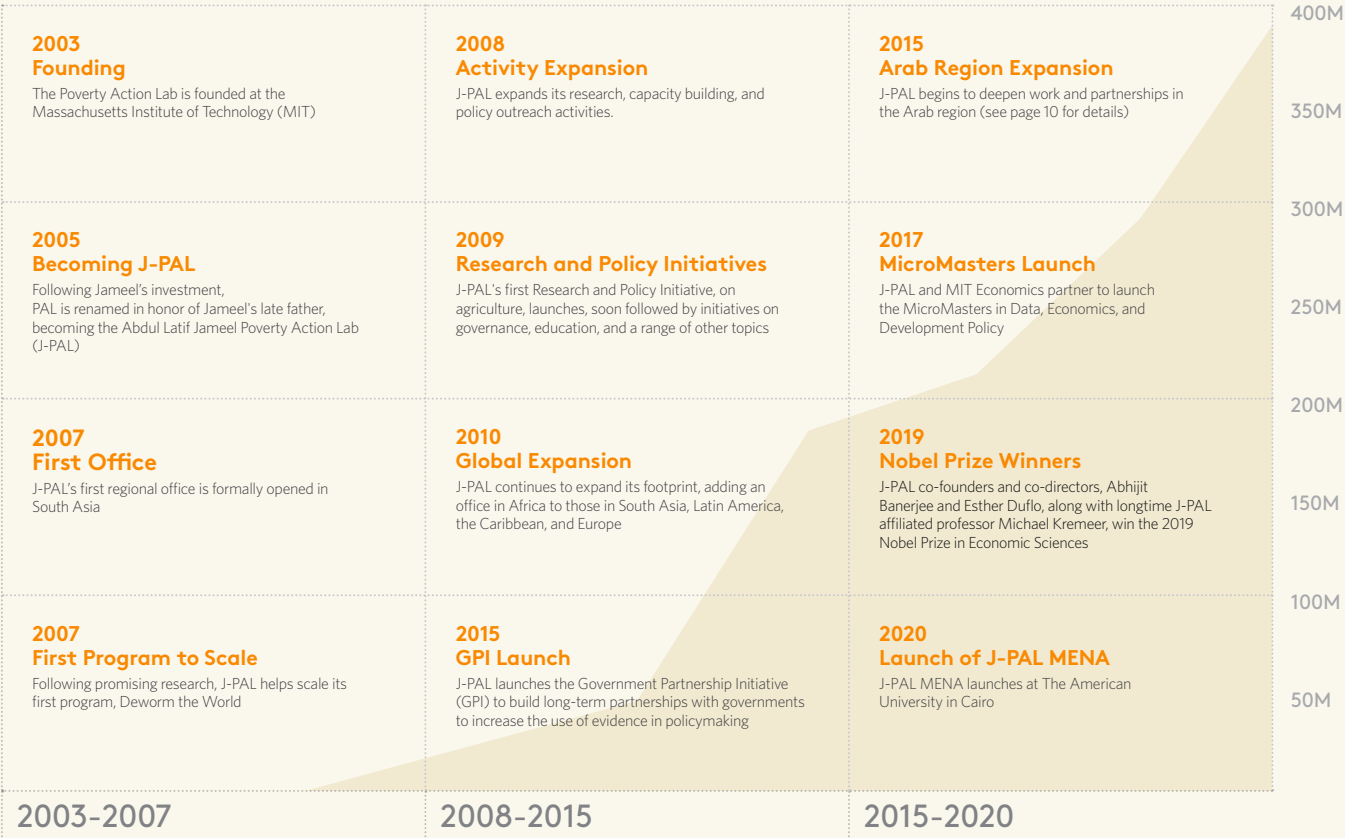 2003
Founding
The Poverty Action Lab is founded at the
Massachusetts Institute of Technology (MIT)
2005
Becoming J-PAL
Following Jameel’s investment,
PAL is renamed in honor of Jameel's late father,
becoming the Abdul Latif Jameel Poverty Action Lab
(J-PAL)
2007
First Office
J-PAL’s first regional office is formally opened in
South Asia
2007
First Program to Scale
Following promising research, J-PAL helps scale its
first program, Deworm the World
2003-2007
2008
Activity Expansion
J-PAL expands its research, capacity building, and
policy outreach activities.
2009
Research and Policy Initiatives
J-PAL's first Research and Policy Initiative, on
agriculture, launches, soon followed by initiatives on
governance, education, and a range of other topics
2010
Global Expansion
J-PAL continues to expand its footprint, adding an
office in Africa to those in South Asia, Latin America,
the Caribbean, and Europe
2015
GPI Launch
J-PAL launches the Government Partnership Initiative
(GPI) to build long-term partnerships with governments
to increase the use of evidence in policymaking
2008-2015
2015
Arab Region Expansion
J-PAL begins to deepen work and partnerships in
the Arab region (see page 10 for details)
2017
MicroMasters Launch
J-PAL and MIT Economics partner to launch
the MicroMasters in Data, Economics, and
Development Policy
2019
Nobel Prize Winners
J-PAL co-founders and co-directors, Abhijit
Banerjee and Esther Duflo, along with longtime J-PAL
affiliated professor Michael Kremeer, win the 2019
Nobel Prize in Economic Sciences
2020
Launch of J-PAL MENA
J-PAL MENA launches at The American
University in Cairo
2015-2020
400M
350M
300M
250M
200M
150M
100M
50M